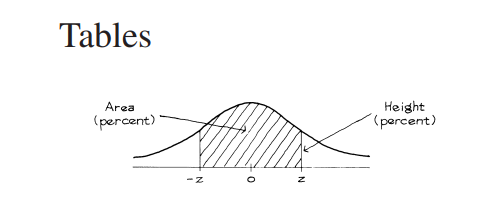 Tables
Area
(percent)
Height
(percent)
-z 0 z